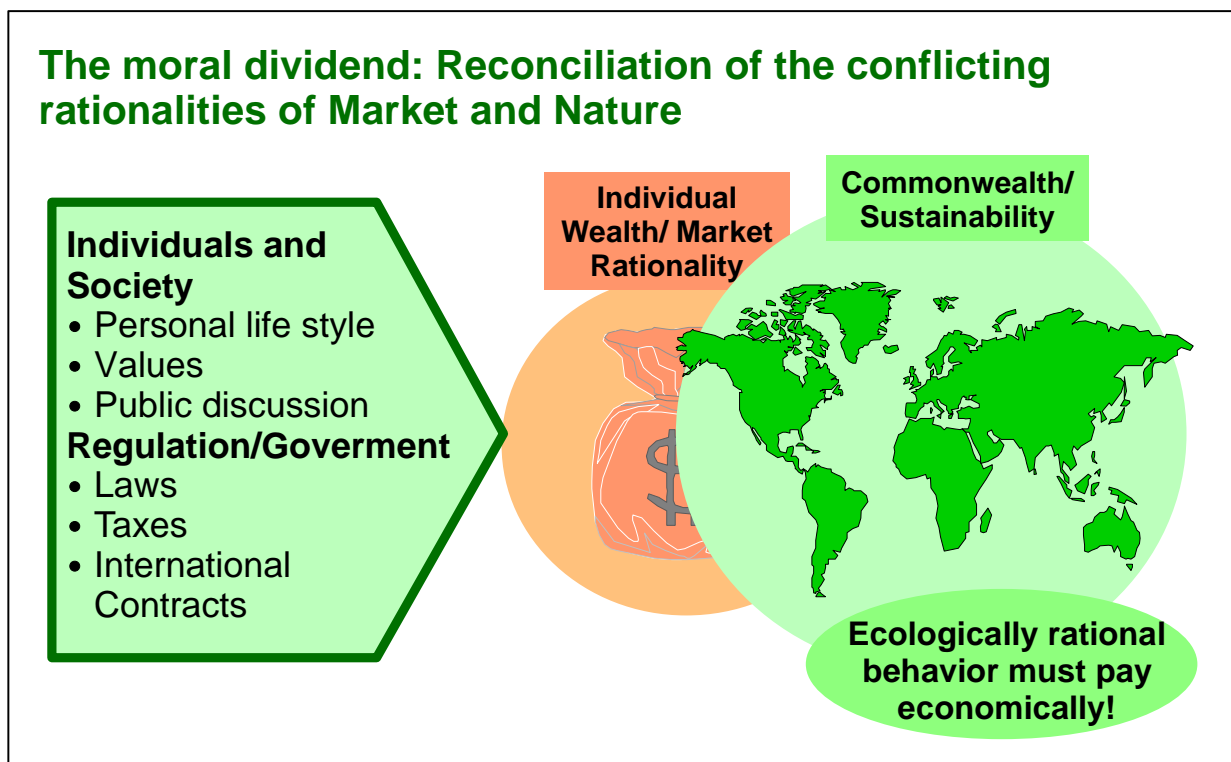 The moral dividend: Reconciliation of the conflicting
rationalities of Market and Nature
Individuals and
Society
• Personal life style
• Values
• Public discussion
Regulation/Goverment
• Laws
• Taxes
• International
Contracts
Individual
Wealth/ Market
Rationality
Commonwealth/
Sustainability
$
Ecologically rational
behavior must pay
economically!